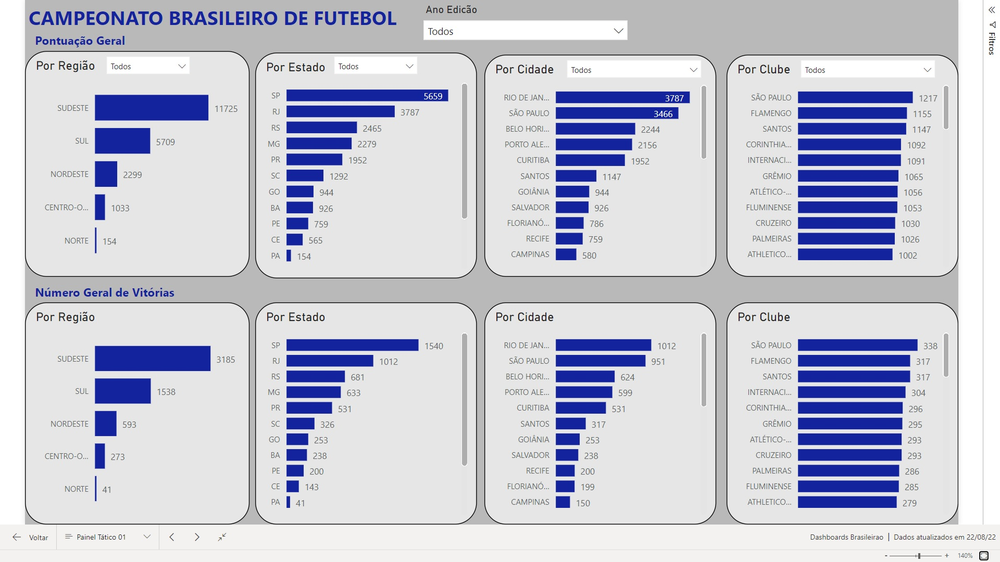 CAMPEONATO BRASILEIRO DE FUTEBOL
Ano Edicão
Todos
Filtros
Pontuação Geral
Por Região
Todos
SUDESTE 11725
SUL 5709
NORDESTE 2299
CENTRO-O... 1033
NORTE 154
Por Estado
Todos
SP 5659
RJ 3787
RS 2465
MG 2279
PR 1952
SC 1292
GO 944
BA 926
PE 759
CE 565
PA 154
Por Cidade
Todos
RIO DE JAN... 3787
SÃO PAULO 3466
BELO HORI... 2244
PORTO ALE... 2156
CURITIBA 1952
SANTOS 1147
GOIÂNIA 944
SALVADOR 926
FLORIANÓ... 786
RECIFE 759
CAMPINAS 580
Por Clube
Todos
SÃO PAULO 1217
FLAMENGO 1155
SANTOS 1147
CORINTHIA... 1092
INTERNACI... 1091
GRÊMIO 1065
ATLÉTICO-... 1056
FLUMINENSE 1053
CRUZEIRO 1030
PALMEIRAS 1026
ATHLETICO... 1002
Número Geral de Vitórias
Por Região
SUDESTE 3185
SUL 1538
NORDESTE 593
CENTRO-O... 273
NORTE 41
Por Estado
SP 1540
RJ 1012
RS 681
MG 633
PR 531
SC 326
GO 253
BA 238
PE 200
CE 143
PA 41
Por Cidade
RIO DE JAN... 1012
SÃO PAULO 951
BELO HORI... 624
PORTO ALE... 599
CURITIBA 531
SANTOS 317
GOIÂNIA 253
SALVADOR 238
RECIFE 200
FLORIANÓ... 199
CAMPINAS 150
Por Clube
SÃO PAULO 338
FLAMENGO 317
SANTOS 317
INTERNACI... 304
CORINTHIA... 296
GRÊMIO 295
ATLÉTICO-... 293
CRUZEIRO 293
PALMEIRAS 286
FLUMINENSE 285
ATHLETICO... 279
Voltar
Painel Tático 01
Dashboards Brasileirao | Dados atualizados em 22/08/22
- + 140%